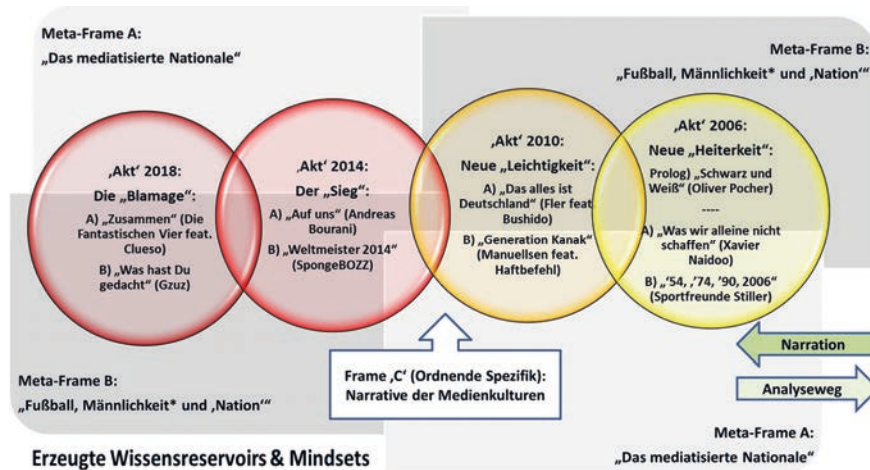 Meta-Frame A:
„Das mediatisierte Nationale“
Meta-Frame B:
„Fußball, Männlichkeit* und ‚Nation‘“
‚Akt‘ 2018:
Die „Blamage“:
A) „Zusammen“ (Die
Fantastischen Vier feat.
Clueso)
B) „Was hast Du
gedacht“ (Gzuz)
‚Akt‘ 2014:
Der „Sieg“:
A) „Auf uns“ (Andreas
Bourani)
B) „Weltmeister 2014“
(SpongeBOZZ)
‚Akt‘ 2010:
Neue „Leichtigkeit“:
A) „Das alles ist
Deutschland“ (Fler feat.
Bushido)
B) „Generation Kanak“
(Manuellsen feat.
Haftbefehl)
‚Akt‘ 2006:
Neue „Heiterkeit“:
Prolog) „Schwarz und
Weiß“ (Oliver Pocher)
----
A) „Was wir alleine nicht
schaffen“ (Xavier
Naidoo)
B) „‘54, ‚‘74, ‘90, 2006“
(Sportfreunde Stiller)
Narration
Analyseweg
Frame ‚C‘ (Ordnende Spezifik):
Narrative der Medienkulturen
Meta-Frame B:
„Fußball, Männlichkeit* und ‚Nation‘“
Meta-Frame A:
„Das mediatisierte Nationale“
Erzeugte Wissensreservoirs & Mindsets